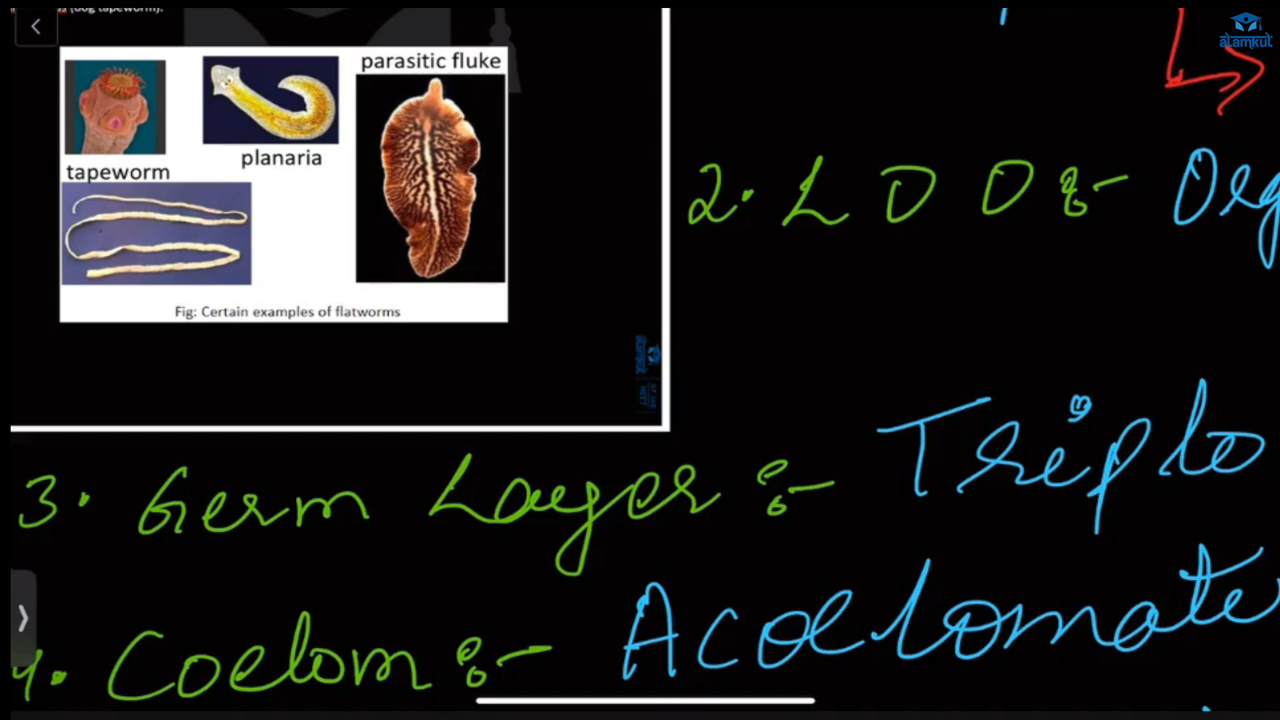 (dog tapeworm).
alamkul
parasitic fluke
planaria
tapeworm
Fig: Certain examples of flatworms
2. L O O :- Org
3. Germ Layer :- Triplo
4. Coelom :- Acoelomate